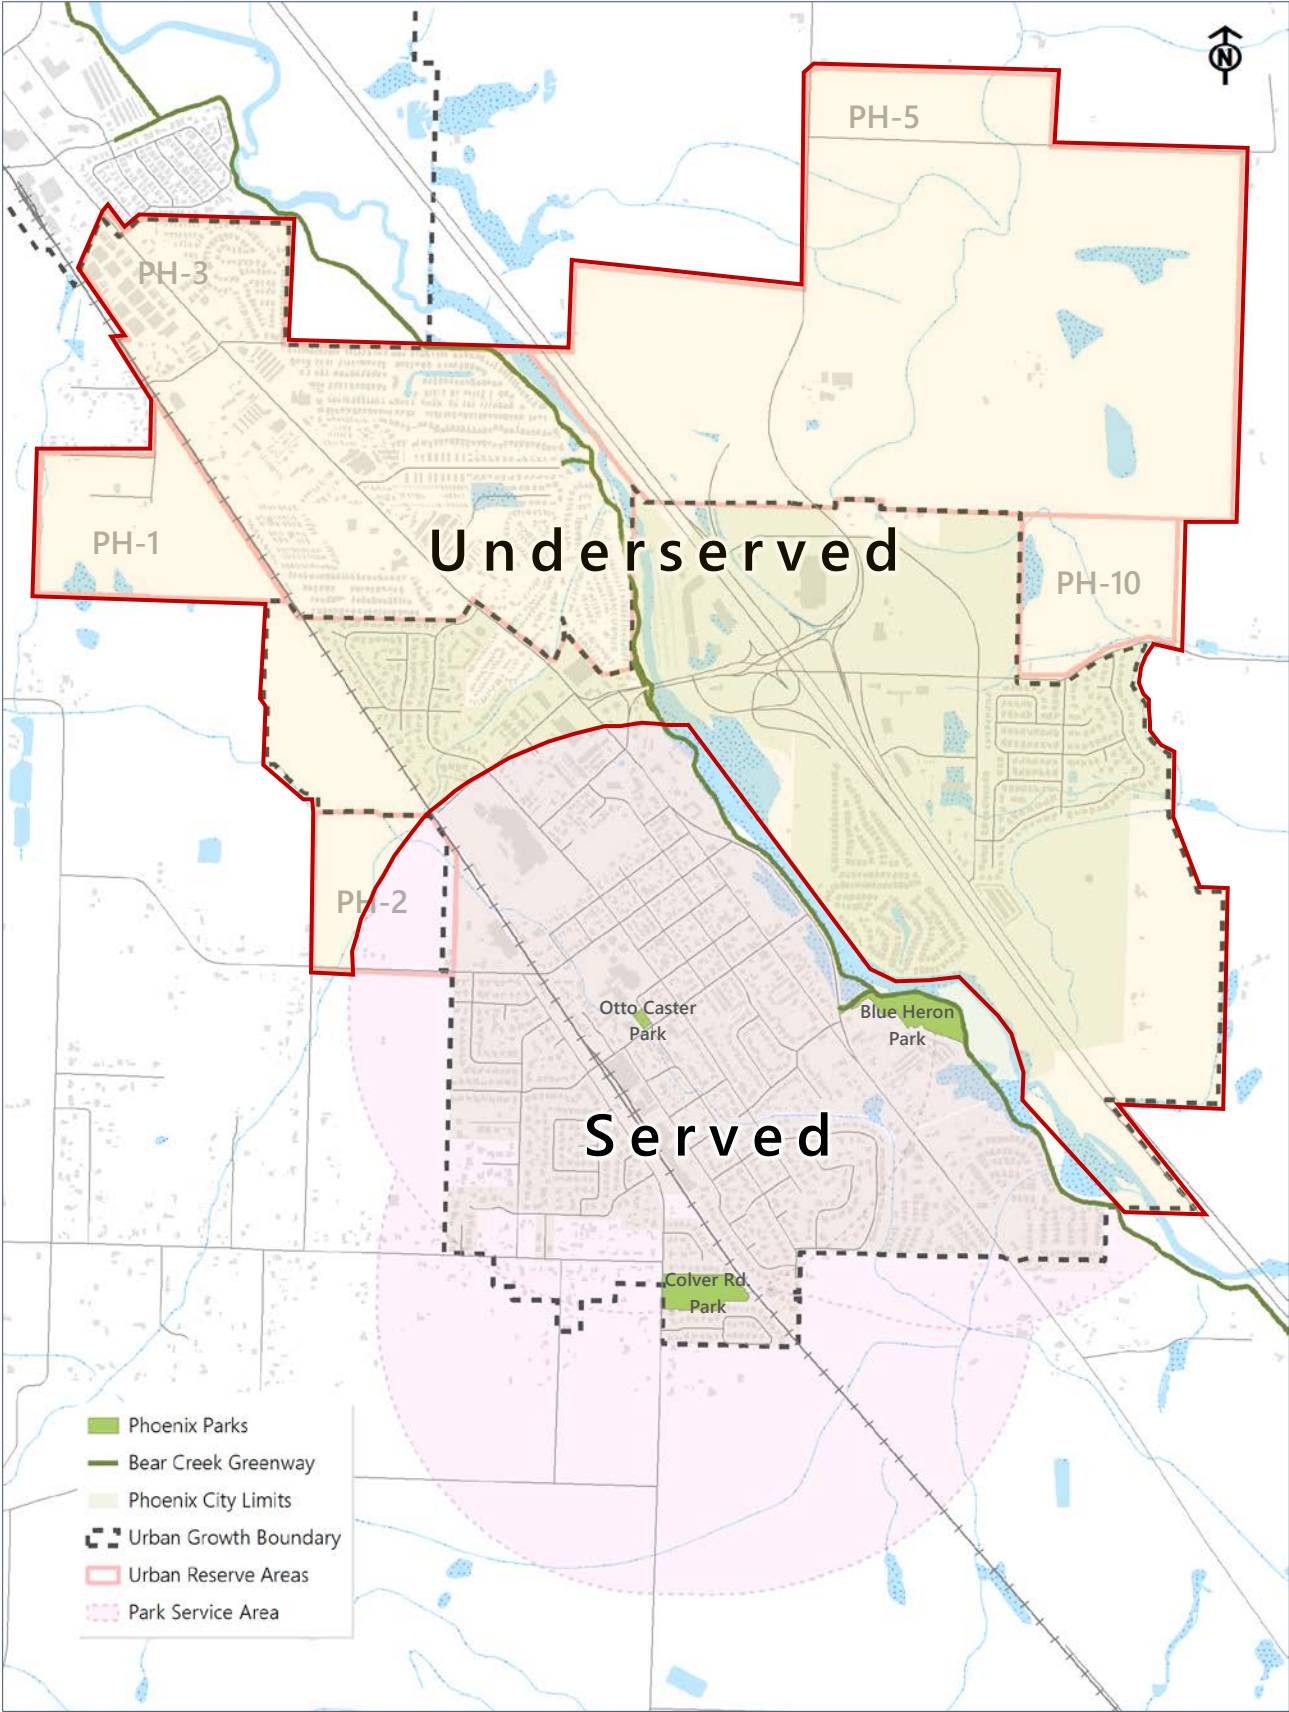 N
PH-5
PH-3
Underserved
PH-1
PH-10
PH-2
Otto Caster
Park
Blue Heron
Park
Served
Colver Rd.
Park
Phoenix Parks
Bear Creek Greenway
Phoenix City Limits
Urban Growth Boundary
Urban Reserve Areas
Park Service Area